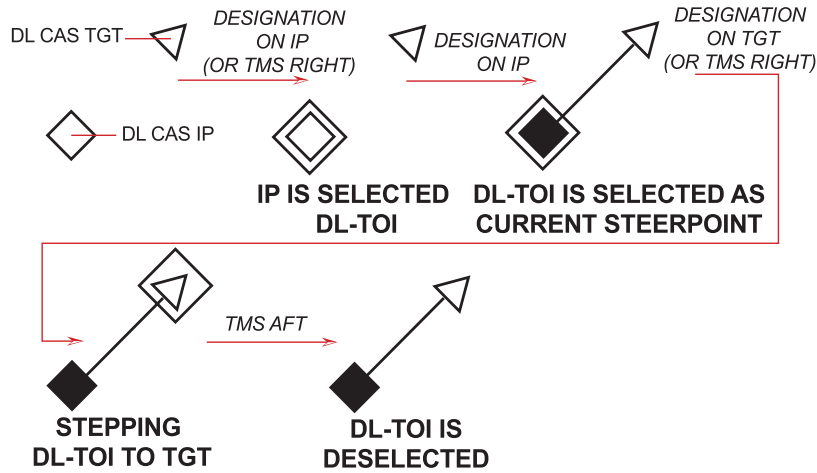 DL CAS TGT
DESIGNATION
ON IP
(OR TMS RIGHT)
DESIGNATION
ON IP
DESIGNATION
ON TGT
(OR TMS RIGHT)
DL CAS IP
IP IS SELECTED
DL-TOI
DL-TOI IS SELECTED AS
CURRENT STEERPOINT
TMS AFT
STEPPING
DL-TOI TO TGT
DL-TOI IS
DESELECTED